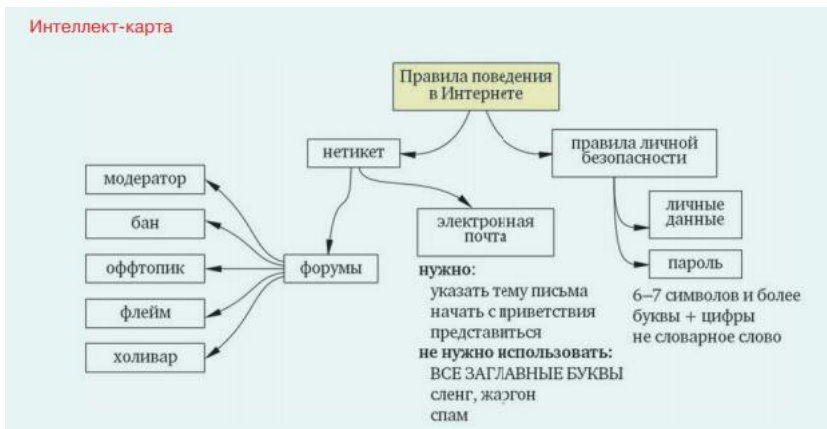 Интеллект-карта
Правила поведения
в Интернете
нетикет
правила личной
безопасности
модератор
бан
оффтопик
флейм
холивар
форумы
электронная
почта
нужно:
указать тему письма
начать с приветствия
представиться
не нужно использовать:
ВСЕ ЗАГЛАВНЫЕ БУКВЫ
сленг, жаргон
спам
личные
данные
пароль
6–7 символов и более
буквы + цифры
не словарное слово